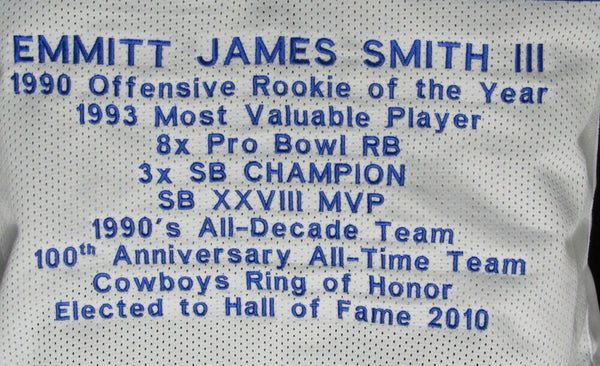 EMMITT JAMES SMITH III
1990 Offensive Rookie of the Year
1993 Most Valuable Player
8x Pro Bowl RB
3x SB CHAMPION
SB XXVIII MVP
1990's All-Decade Team
100th Anniversary All-Time Team
Cowboys Ring of Honor
Elected to Hall of Fame 2010